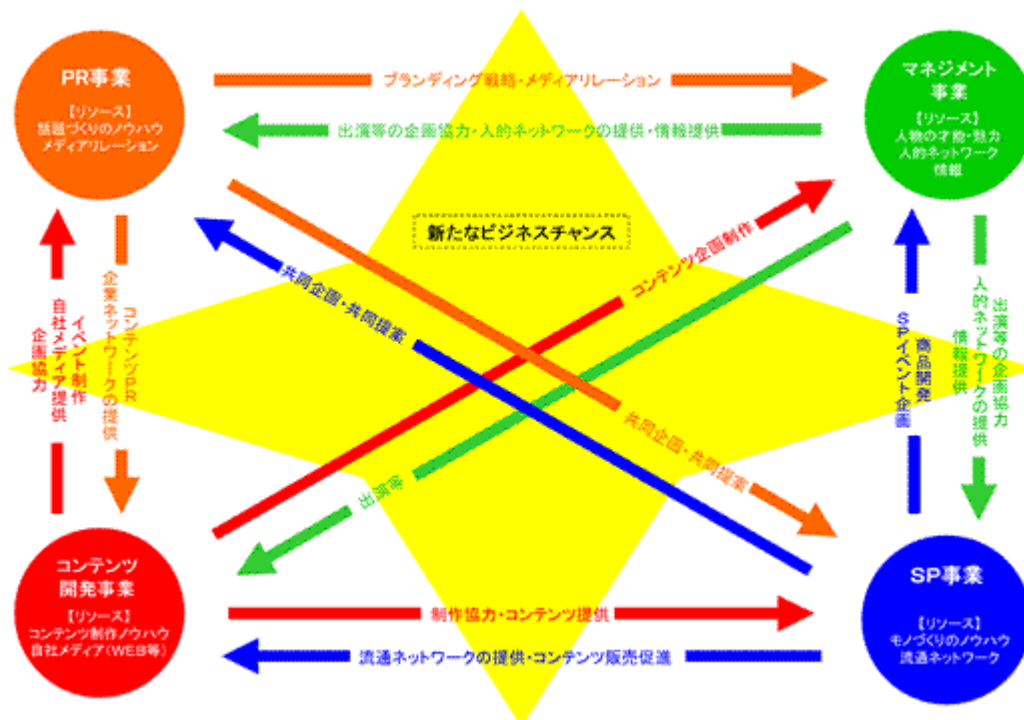 PR事業
【リソース】
話題づくりのノウハウ
メディアリレーション
ブランディング戦略・メディアリレーション
出演等の企画協力・人的ネットワークの提供・情報提供
マネジメント
事業
【リソース】
人物の才能・魅力
人的ネットワーク
情報
新たなビジネスチャンス
コンテンツ企画制作
共同企画・共同提案
イベント制作
自社メディア提供
企画協力
コンテンツPR
企業ネットワークの提供
商品開発
SPイベント企画
出演等の企画協力
人的ネットワークの提供
情報提供
共同企画・共同提案
出演等
コンテンツ
開発事業
【リソース】
コンテンツ制作ノウハウ
自社メディア(WEB等)
制作協力・コンテンツ提供
流通ネットワークの提供・コンテンツ販売促進
SP事業
【リソース】
モノづくりのノウハウ
流通ネットワーク